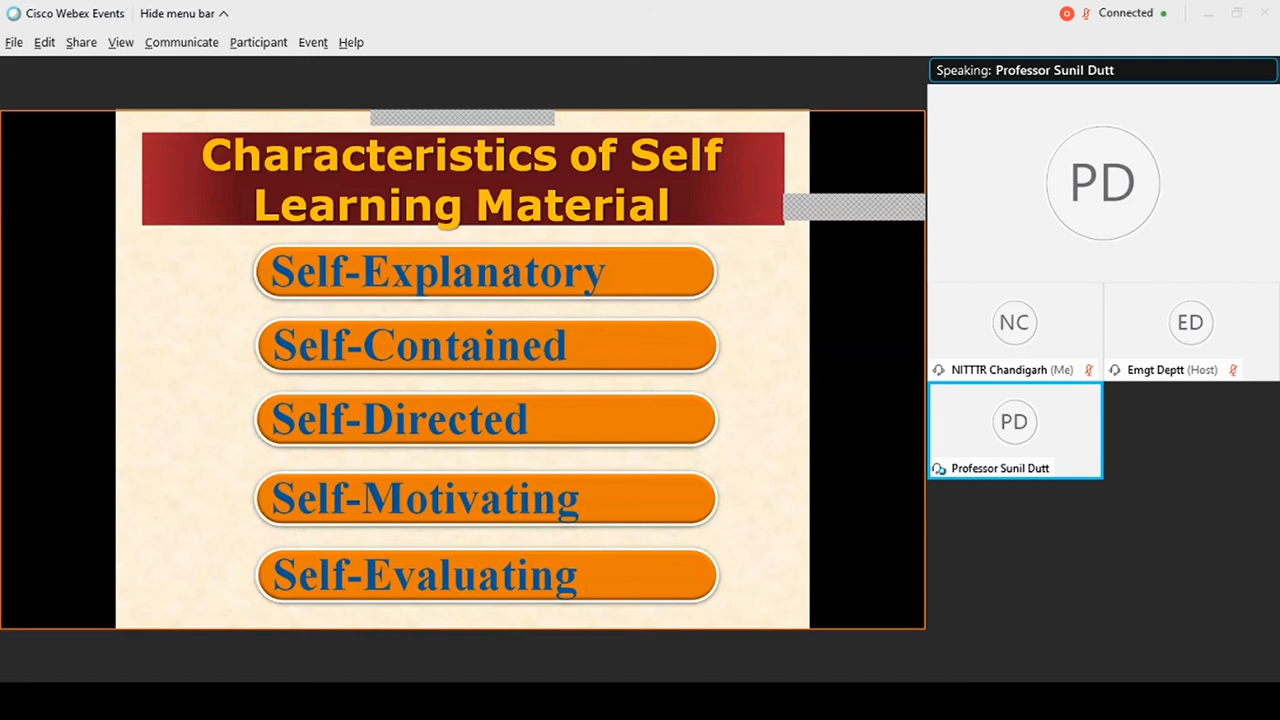 Cisco Webex Events
Hide menu bar
Connected
File Edit Share View Communicate Participant Event Help
Speaking: Professor Sunil Dutt
Characteristics of Self
Learning Material
Self-Explanatory
Self-Contained
Self-Directed
Self-Motivating
Self-Evaluating
PD
NC
NITTTR Chandigarh (Me)
ED
Emgt Deptt (Host)
PD
Professor Sunil Dutt